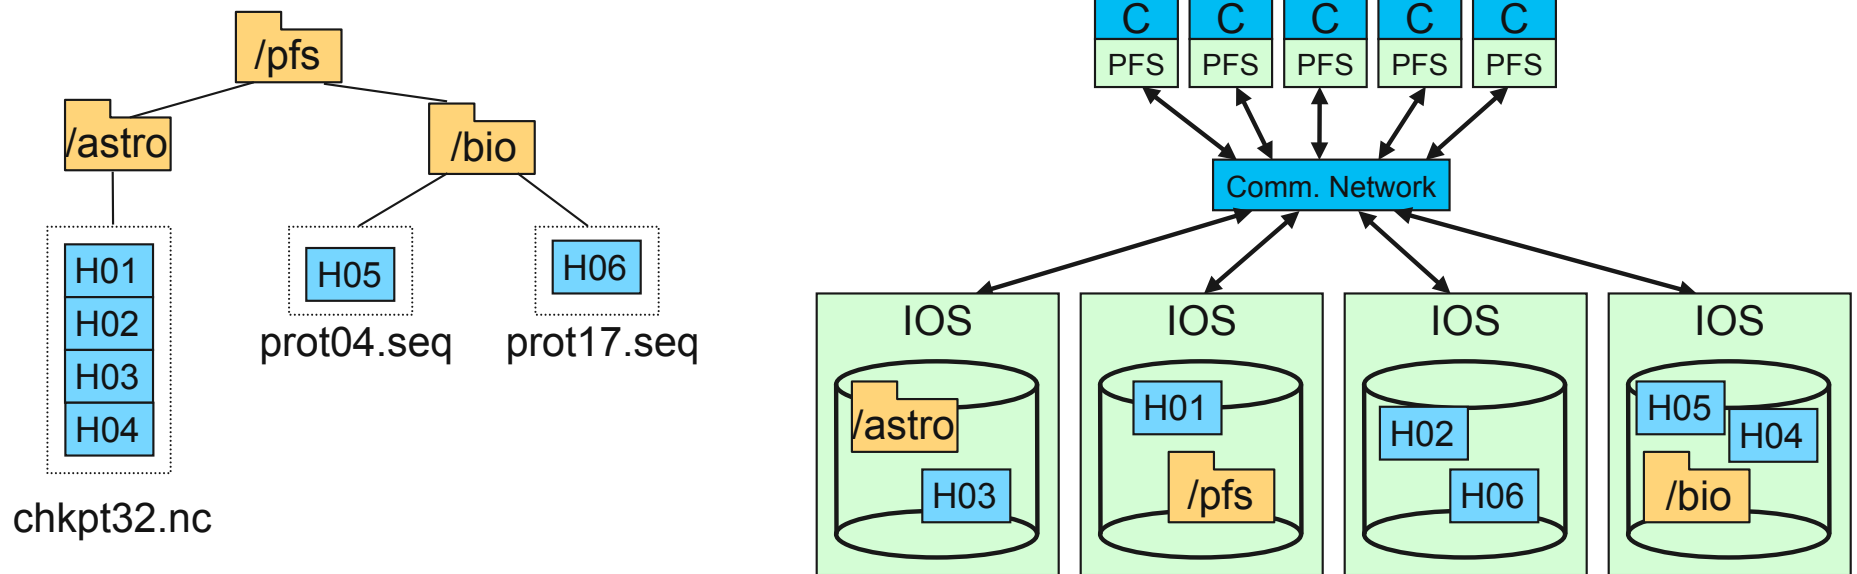 /pfs
/astro
/bio
H01
H02
H03
H04
chkpt32.nc
H05
prot04.seq
H06
prot17.seq
C C C C C
PFS PFS PFS PFS PFS
Comm. Network
IOS
/astro
H03
IOS
H01
/pfs
IOS
H02
H06
IOS
H05
H04
/bio